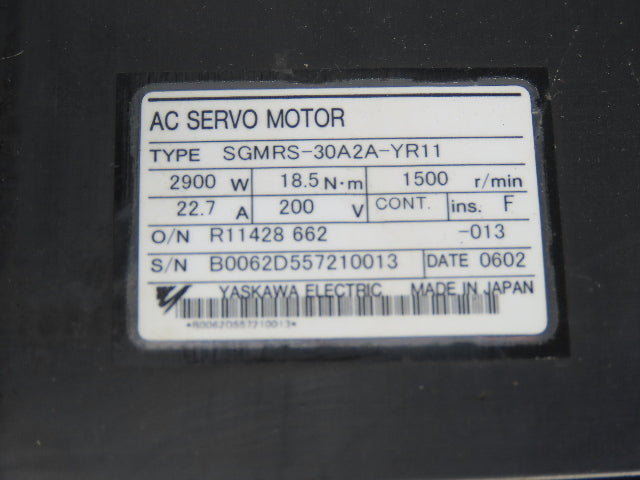 AC SERVO MOTOR
TYPE SGMRS-30A2A-YR11
2900 W 18.5 N·m 1500 r/min
22.7 A 200 V CONT. ins. F
O/N R11428 662 -013
S/N B0062D557210013 DATE 0602
YASKAWA ELECTRIC MADE IN JAPAN
*B0062D557210013*